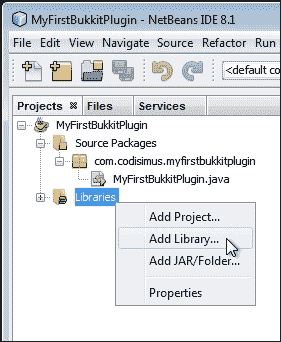 MyFirstBukkitPlugin - NetBeans IDE 8.1
File Edit View Navigate Source Refactor Run
<default co
Projects Files Services
MyFirstBukkitPlugin
Source Packages
com.codisimus.myfirstbukkitplugin
MyFirstBukkitPlugin.java
Libraries
Add Project...
Add Library...
Add JAR/Folder...
Properties